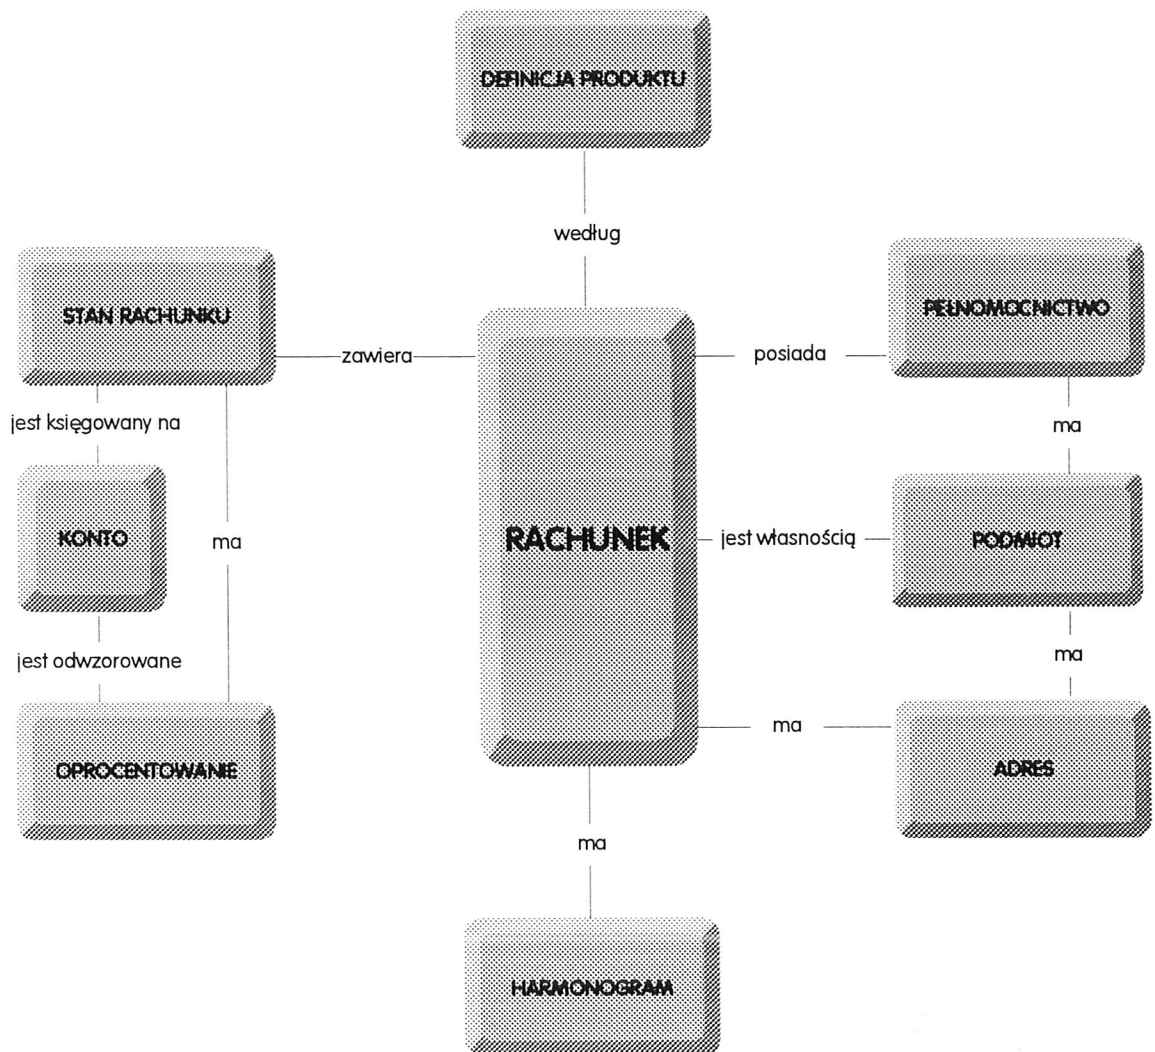 DEFINICJA PRODUKTU
według
STAN RACHUNKU
PEŁNOMOCNICTWO
zawiera
posiada
jest księgowany na
ma
KONTO
ma
RACHUNEK
jest własnością
PODMIOT
jest odwzorowane
ma
OPROCENTOWANIE
ma
ADRES
ma
HARMONOGRAM